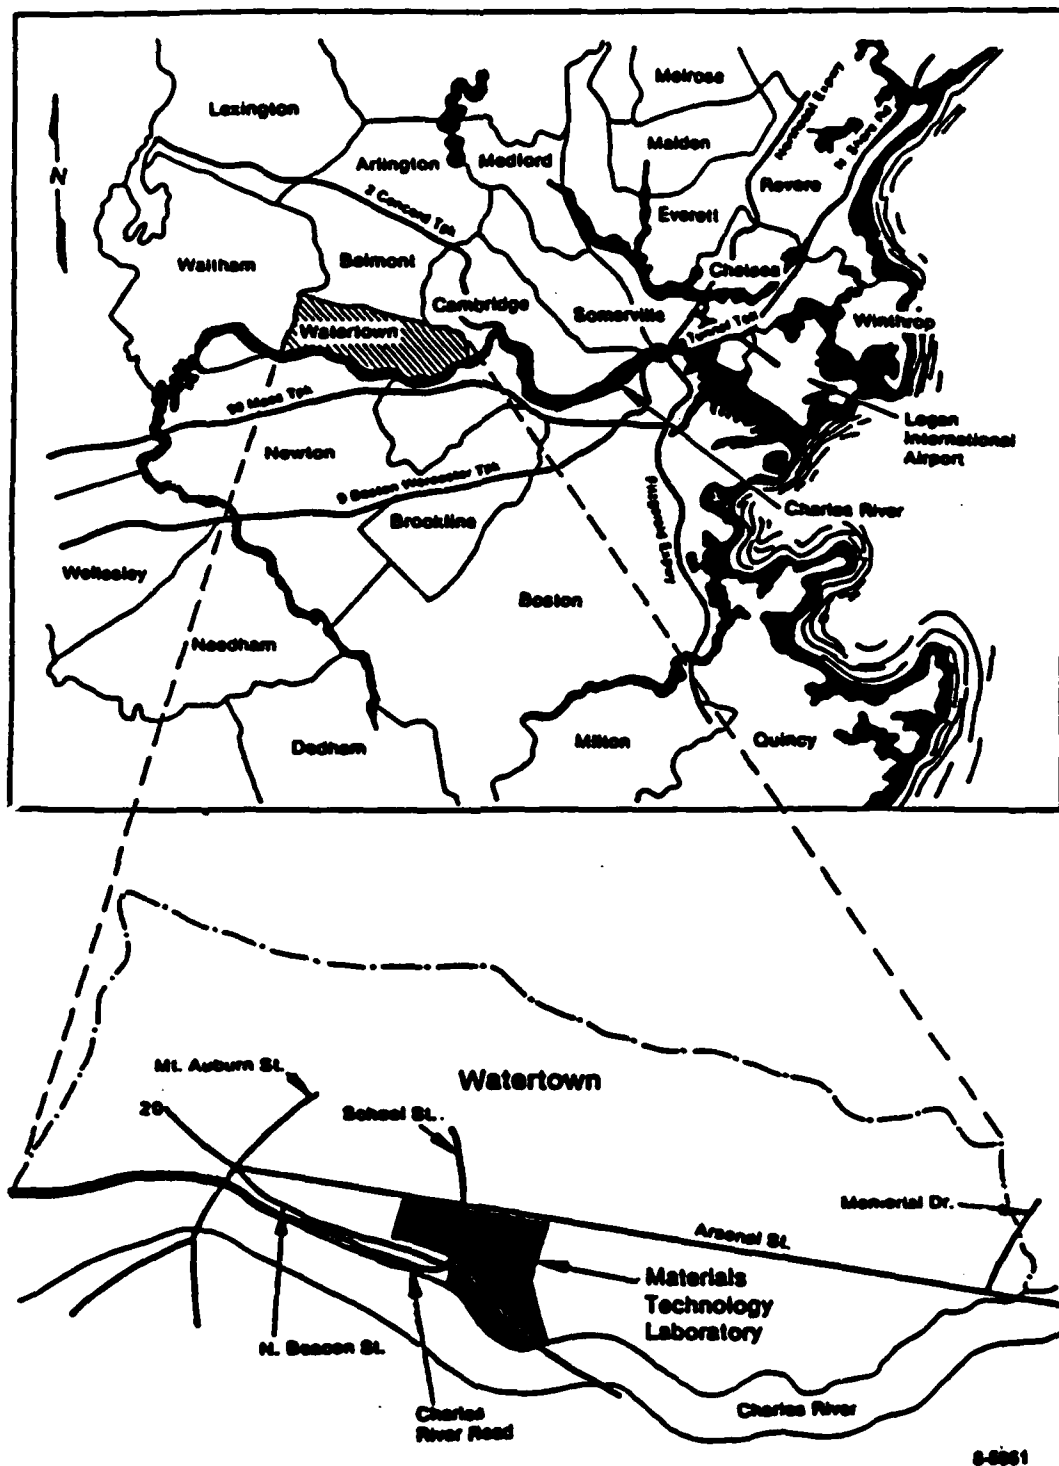 Melrose
Lexington
Malden
N
Arlington
Medford
Revere
2 Concord Tpk
Everett
Waltham
Belmont
Chelsea
Cambridge
Somerville
Winthrop
Watertown
Tunnel Toll
90 Mass Tpk
Logan
International
Airport
Newton
9 Boston Worcester Tpk
Charles River
Brookline
Wellesley
Boston
Needham
Dedham
Milton
Quincy
Mt. Auburn St.
Watertown
20
School St.
Memorial Dr.
Arsenal St.
Materials
Technology
Laboratory
N. Beacon St.
Charles
River Road
Charles River